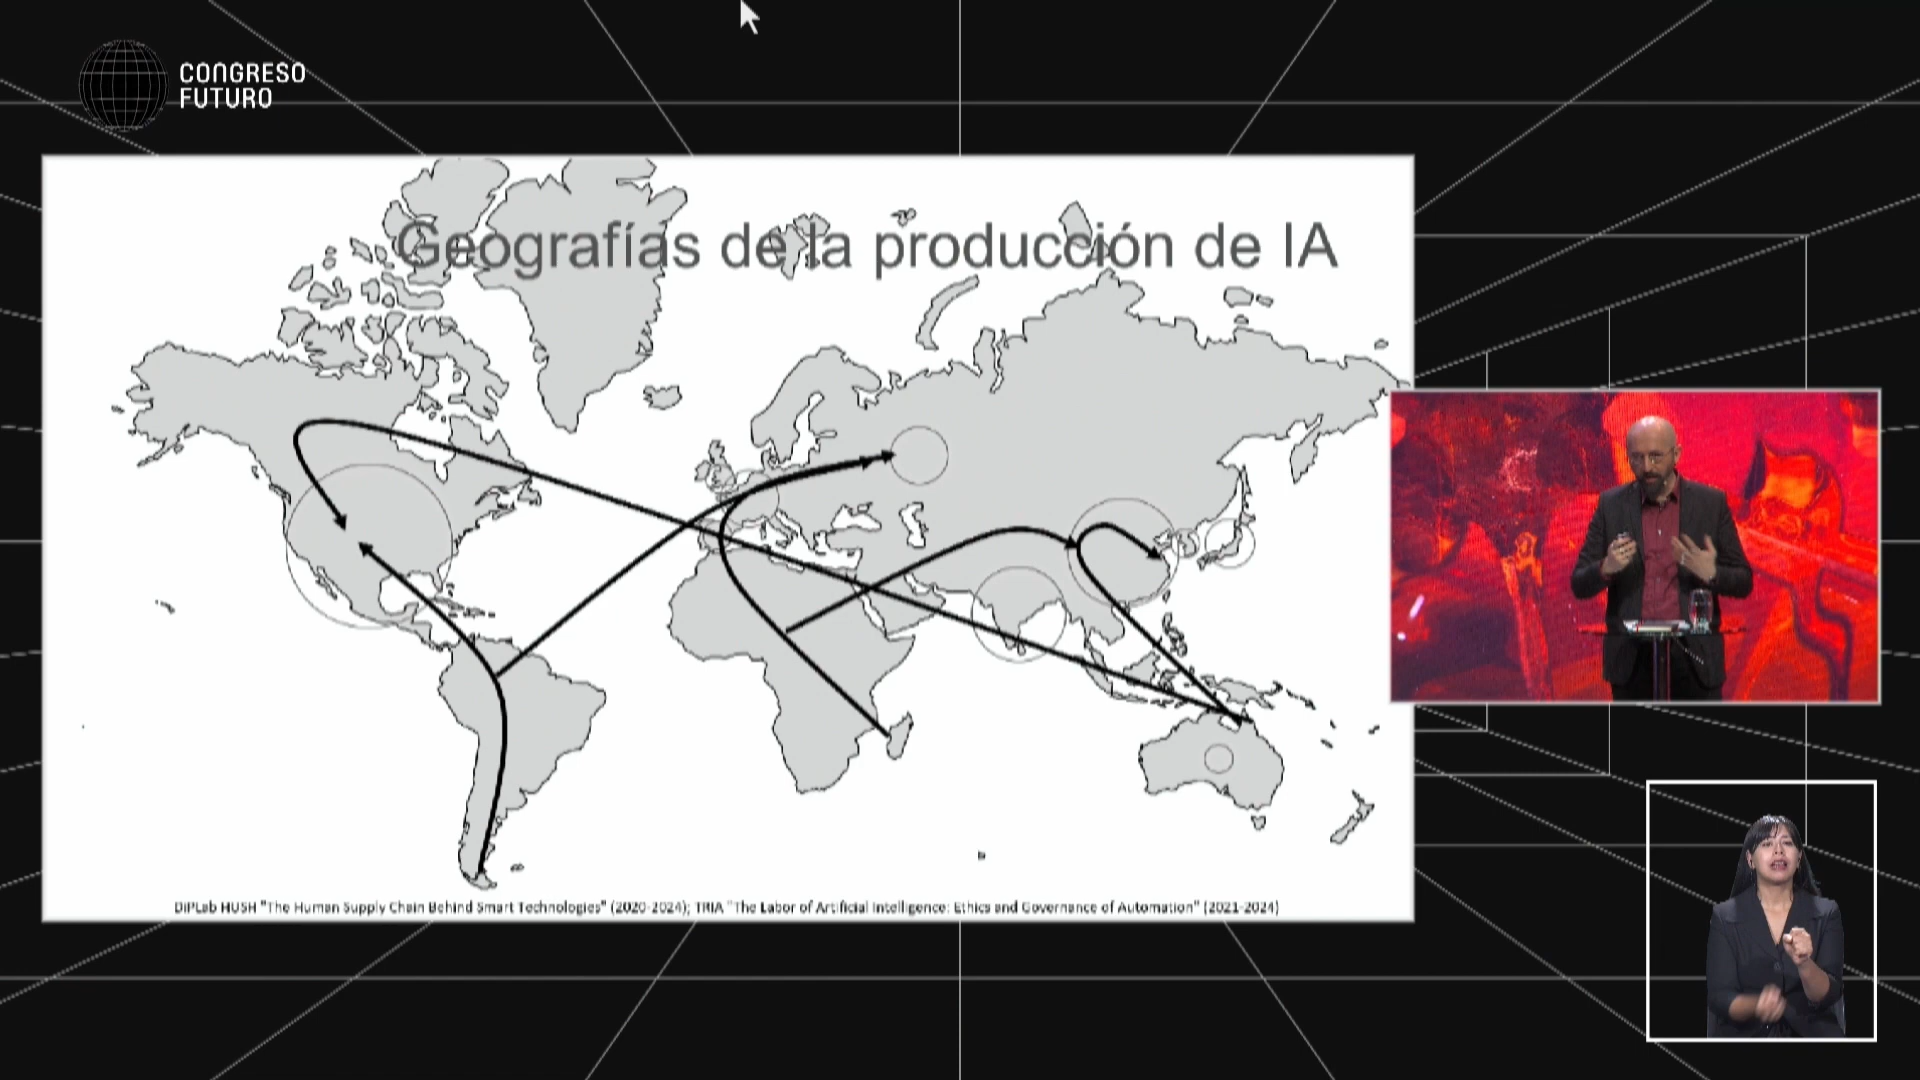 CONGRESO
FUTURO
Geografías de la producción de IA
DiPLab HUSH "The Human Supply Chain Behind Smart Technologies" (2020-2024); TRIA "The Labor of Artificial Intelligence: Ethics and Governance of Automation" (2021-2024)